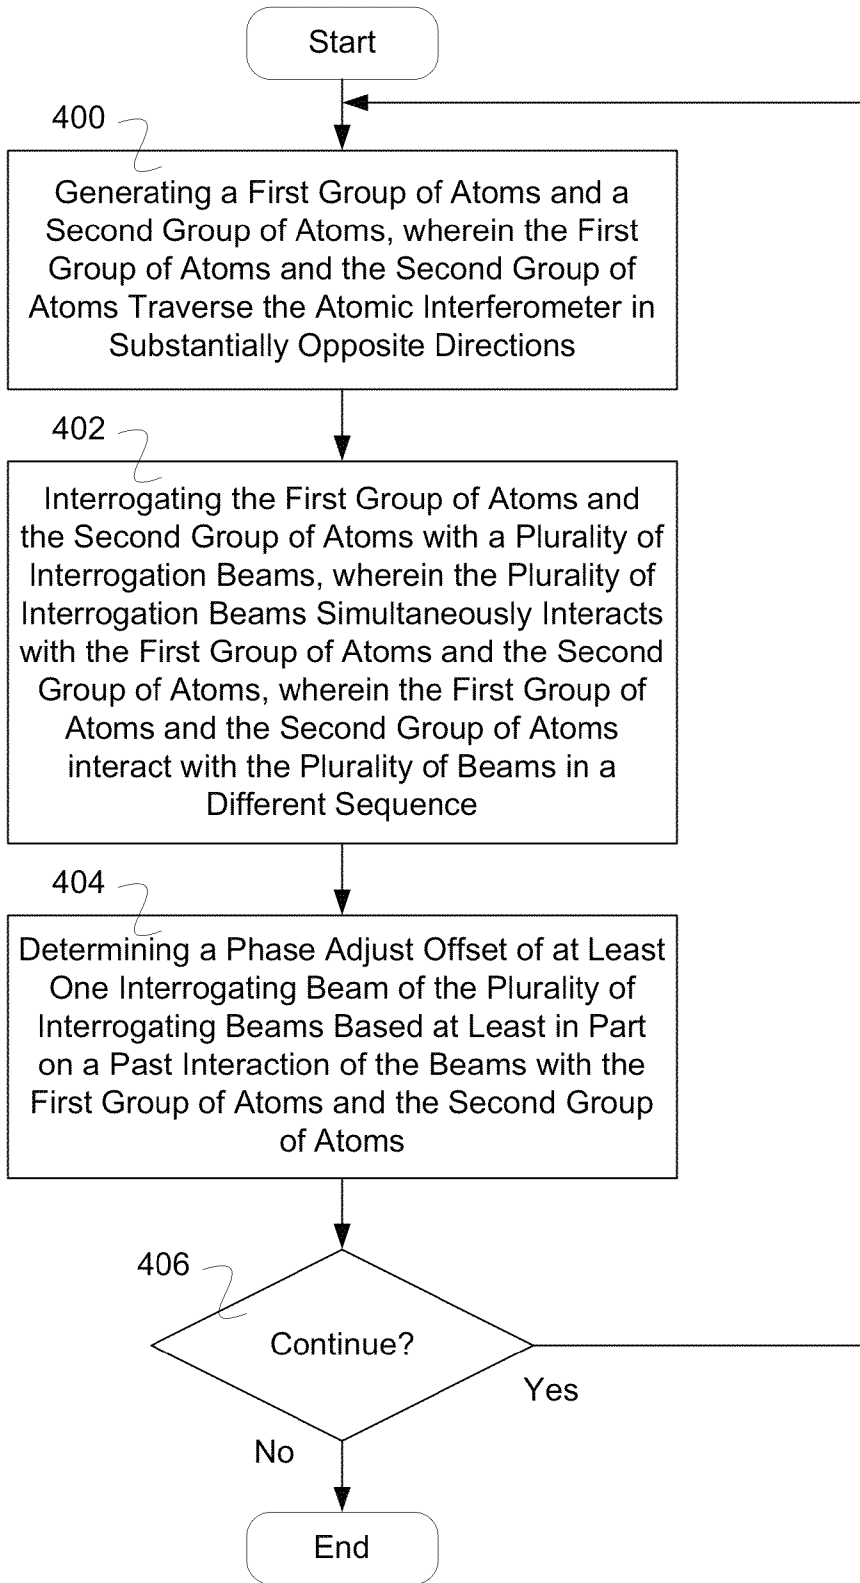 Start
400
Generating a First Group of Atoms and a
Second Group of Atoms, wherein the First
Group of Atoms and the Second Group of
Atoms Traverse the Atomic Interferometer in
Substantially Opposite Directions
402
Interrogating the First Group of Atoms and
the Second Group of Atoms with a Plurality of
Interrogation Beams, wherein the Plurality of
Interrogation Beams Simultaneously Interacts
with the First Group of Atoms and the Second
Group of Atoms, wherein the First Group of
Atoms and the Second Group of Atoms
interact with the Plurality of Beams in a
Different Sequence
404
Determining a Phase Adjust Offset of at Least
One Interrogating Beam of the Plurality of
Interrogating Beams Based at Least in Part
on a Past Interaction of the Beams with the
First Group of Atoms and the Second Group
of Atoms
406
Continue?
Yes
No
End